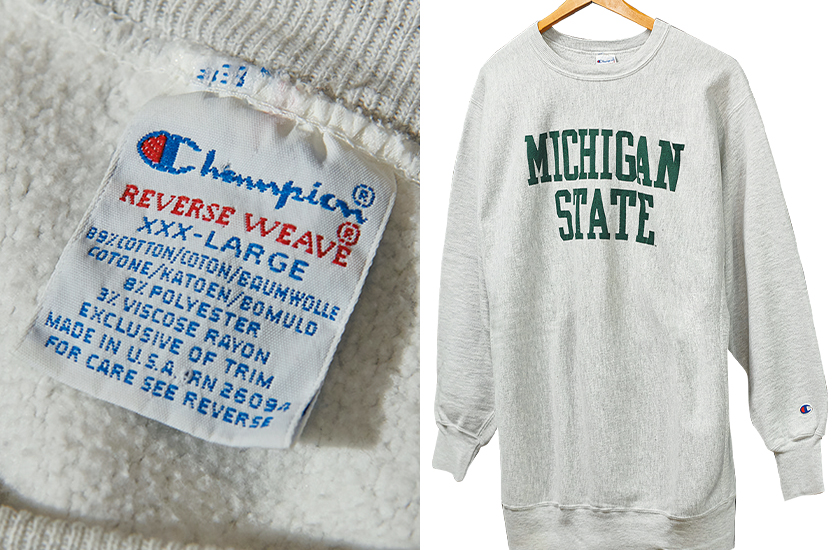 Champion®
REVERSE WEAVE®
XXX-LARGE
89% COTTON/COTON/BAUMWOLLE
COTONE/KATOEN/BOMULD
8% POLYESTER
3% VISCOSE RAYON
EXCLUSIVE OF TRIM
MADE IN U.S.A. RN 26094
FOR CARE SEE REVERSE
MICHIGAN
STATE